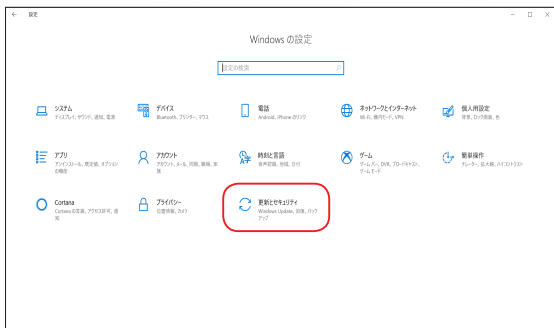 設定
Windows の設定
設定の検索
システム
ディスプレイ、サウンド、通知、電源
デバイス
Bluetooth、プリンター、マウス
電話
Android, iPhone のリンク
ネットワークとインターネット
Wi-Fi、機内モード、VPN
個人用設定
背景、ロック画面、色
アプリ
アンインストール、既定値、オプション
の機能
アカウント
アカウント、メール、同期、職場、家
族
時刻と言語
音声認識、地域、日付
ゲーム
ゲーム バー、DVR、ブロードキャスト、
ゲーム モード
簡単操作
ナレーター、拡大鏡、ハイコントラスト
Cortana
Cortana の言語、アクセス許可、通
知
プライバシー
位置情報、カメラ
更新とセキュリティ
Windows Update、回復、バック
アップ